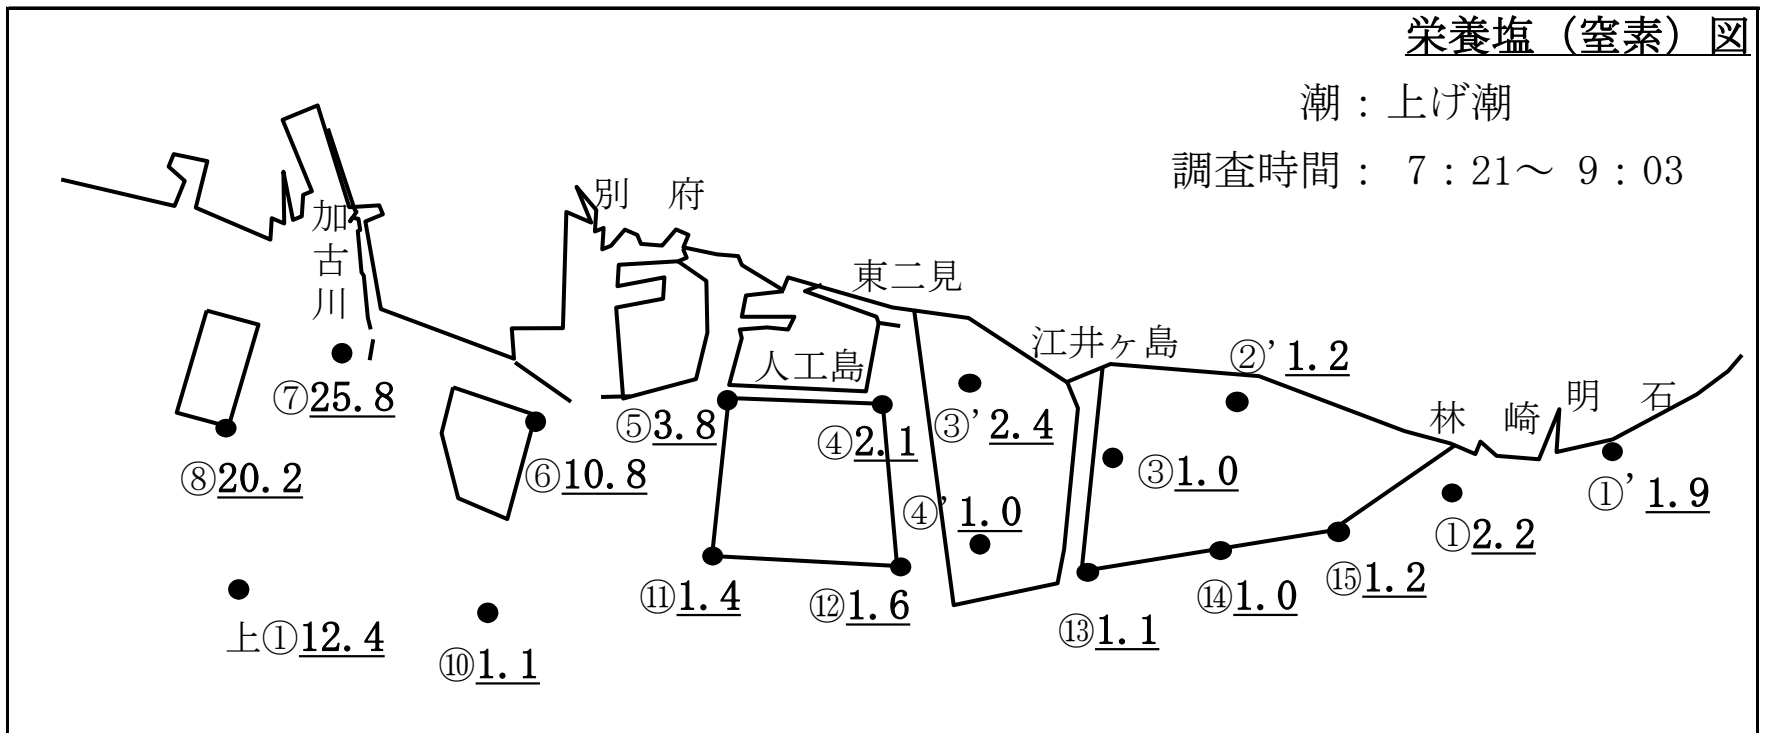 栄養塩（窒素）図
潮：上げ潮
調査時間： 7：21～ 9：03
別　府
加古川
東二見
江井ヶ島
②' 1.2
人工島
林　崎
明　石
⑦25.8
⑤3.8
④2.1
③' 2.4
⑧20.2
⑥10.8
③1.0
①' 1.9
④' 1.0
①2.2
⑪1.4
⑫1.6
⑭1.0
⑮1.2
上①12.4
⑩1.1
⑬1.1